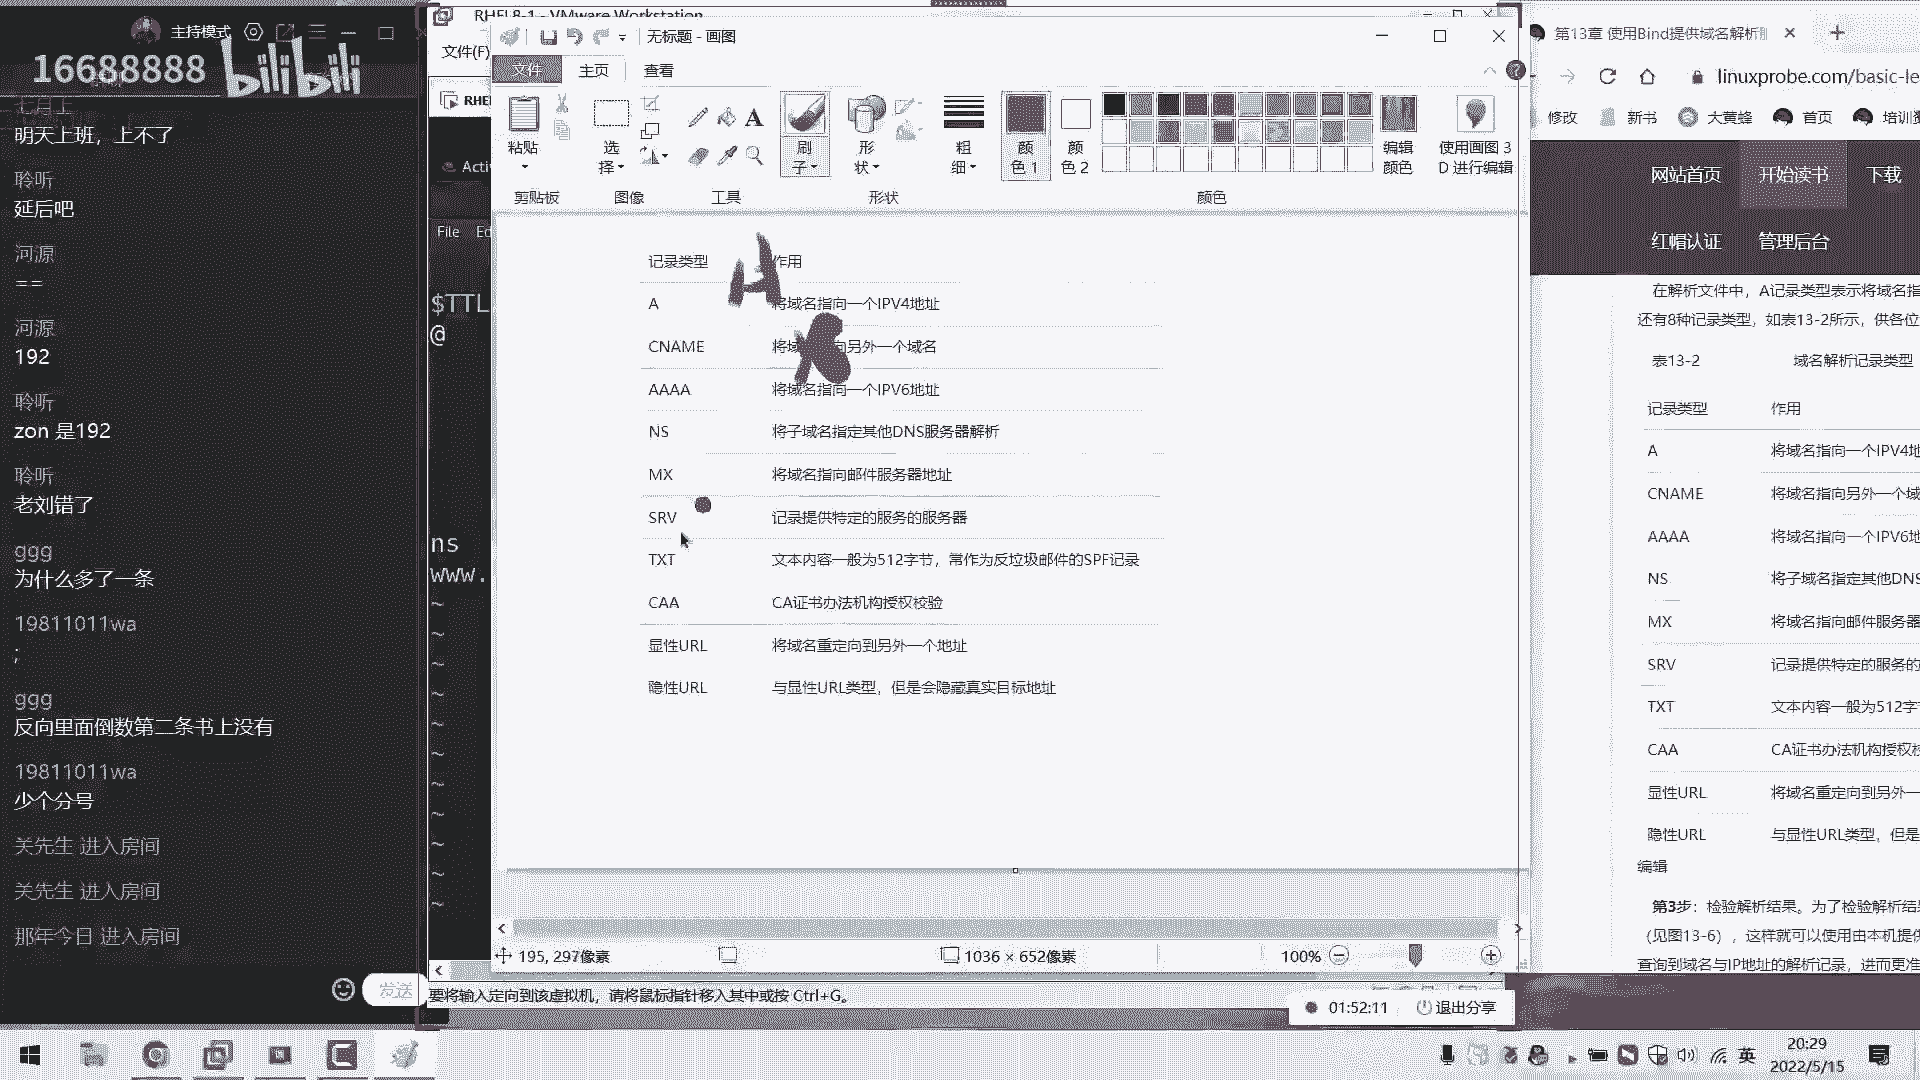 主持模式
16688888 bilibili
七月上
明天上班，上不了
聆听
延后吧
河源
==
河源
192
聆听
zon 是192
聆听
老刘错了
ggg
为什么多了一条
19811011wa
;
ggg
反向里面倒数第二条书上没有
19811011wa
少个分号
关先生 进入房间
关先生 进入房间
那年今日 进入房间
发送
RHEL8-1 - VMware Workstation
文件(F)
RHE
Acti
File Ed
$TTL
@
ns
www.
~
~
~
~
~
~
~
~
~
~
~
要将输入定向到该虚拟机，请将鼠标指针移入其中或按 Ctrl+G。
无标题 - 画图
文件 主页 查看
粘贴
选择
刷子
形状
粗细
颜色 1
颜色 2
编辑颜色
使用画图 3D 进行编辑
剪贴板 图像 工具 形状 颜色
记录类型 作用
A 将域名指向一个IPV4地址
CNAME 将域 向另外一个域名
AAAA 将域名指向一个IPV6地址
NS 将子域名指定其他DNS服务器解析
MX 将域名指向邮件服务器地址
SRV 记录提供特定的服务的服务器
TXT 文本内容一般为512字节，常作为反垃圾邮件的SPF记录
CAA CA证书办法机构授权校验
显性URL 将域名重定向到另外一个地址
隐性URL 与显性URL类型，但是会隐藏真实目标地址
195, 297像素 1036 × 652像素 100%
01:52:11 退出分享
第13章 使用Bind提供域名解析服
linuxprobe.com/basic-le
修改 新书 大黄蜂 首页 培训
网站首页 开始读书 下载
红帽认证 管理后台
在解析文件中，A记录类型表示将域名指
还有8种记录类型，如表13-2所示，供各位
表13-2 域名解析记录类型
记录类型 作用
A 将域名指向一个IPV4地
CNAME 将域名指向另外一个域
AAAA 将域名指向一个IPV6地
NS 将子域名指定其他DNS
MX 将域名指向邮件服务器
SRV 记录提供特定的服务的
TXT 文本内容一般为512字节
CAA CA证书办法机构授权校
显性URL 将域名重定向到另外一
隐性URL 与显性URL类型，但是
编辑
第3步：检验解析结果。为了检验解析结果
(见图13-6)，这样就可以使用由本机提供
查询到域名与IP地址的解析记录，进而更准
英
20:29
2022/5/15